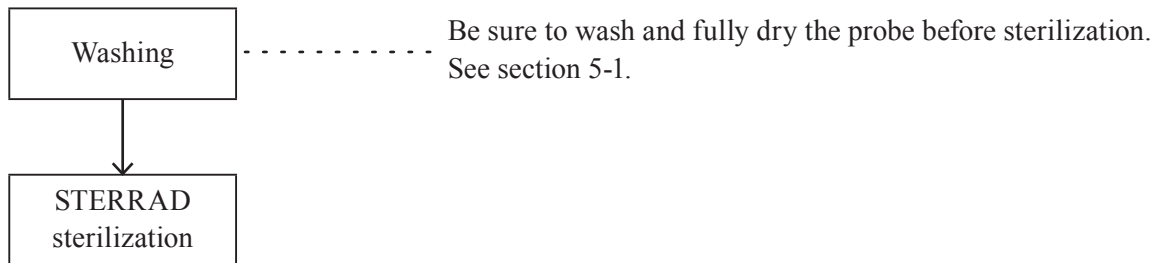 Washing
Be sure to wash and fully dry the probe before sterilization.
See section 5-1.
STERRAD
sterilization